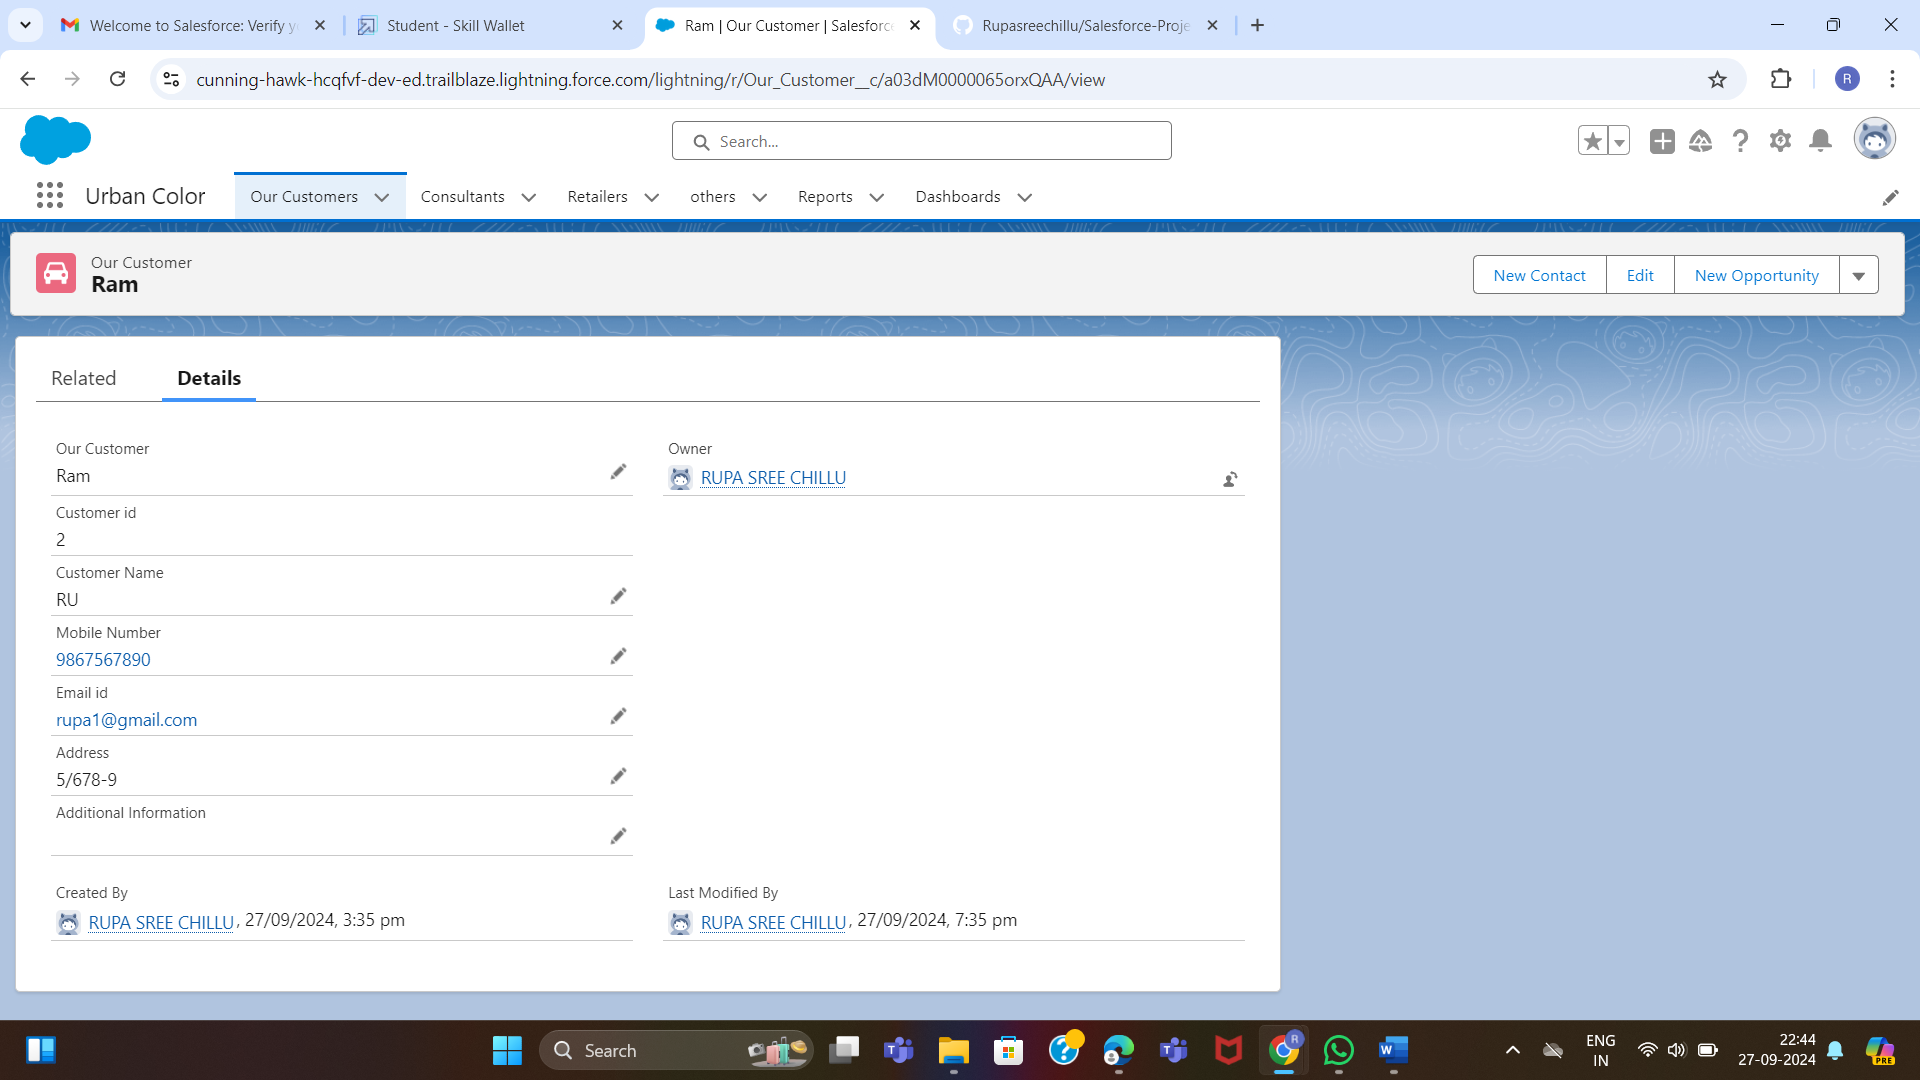 Welcome to Salesforce: Verify y
Student - Skill Wallet
Ram | Our Customer | Salesforce
Rupasreechillu/Salesforce-Proje
cunning-hawk-hcqfvf-dev-ed.trailblaze.lightning.force.com/lightning/r/Our_Customer__c/a03dM0000065orxQAA/view
R
Search...
Urban Color
Our Customers
Consultants
Retailers
others
Reports
Dashboards
Our Customer
Ram
New Contact
Edit
New Opportunity
Related
Details
Our Customer
Ram
Owner
RUPA SREE CHILLU
Customer id
2
Customer Name
RU
Mobile Number
9867567890
Email id
rupa1@gmail.com
Address
5/678-9
Additional Information
Created By
RUPA SREE CHILLU, 27/09/2024, 3:35 pm
Last Modified By
RUPA SREE CHILLU, 27/09/2024, 7:35 pm
Search
R
ENG
IN
22:44
27-09-2024
PRE